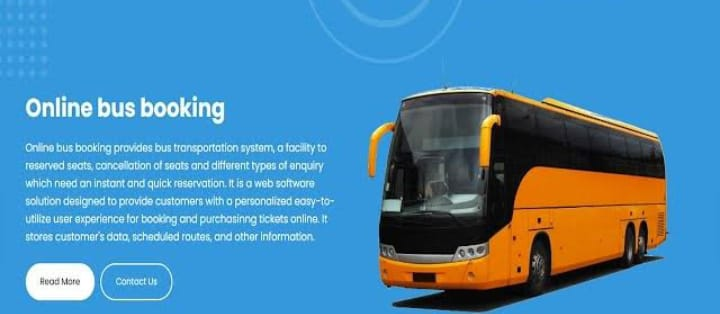 Online bus booking
Online bus booking provides bus transportation system, a facility to
reserved seats, cancellation of seats and different types of enquiry
which need an instant and quick reservation. It is a web software
solution designed to provide customers with a personalized easy-to-
utilize user experience for booking and purchasinng tickets online. It
stores customer's data, scheduled routes, and other information.
Read More
Contact Us